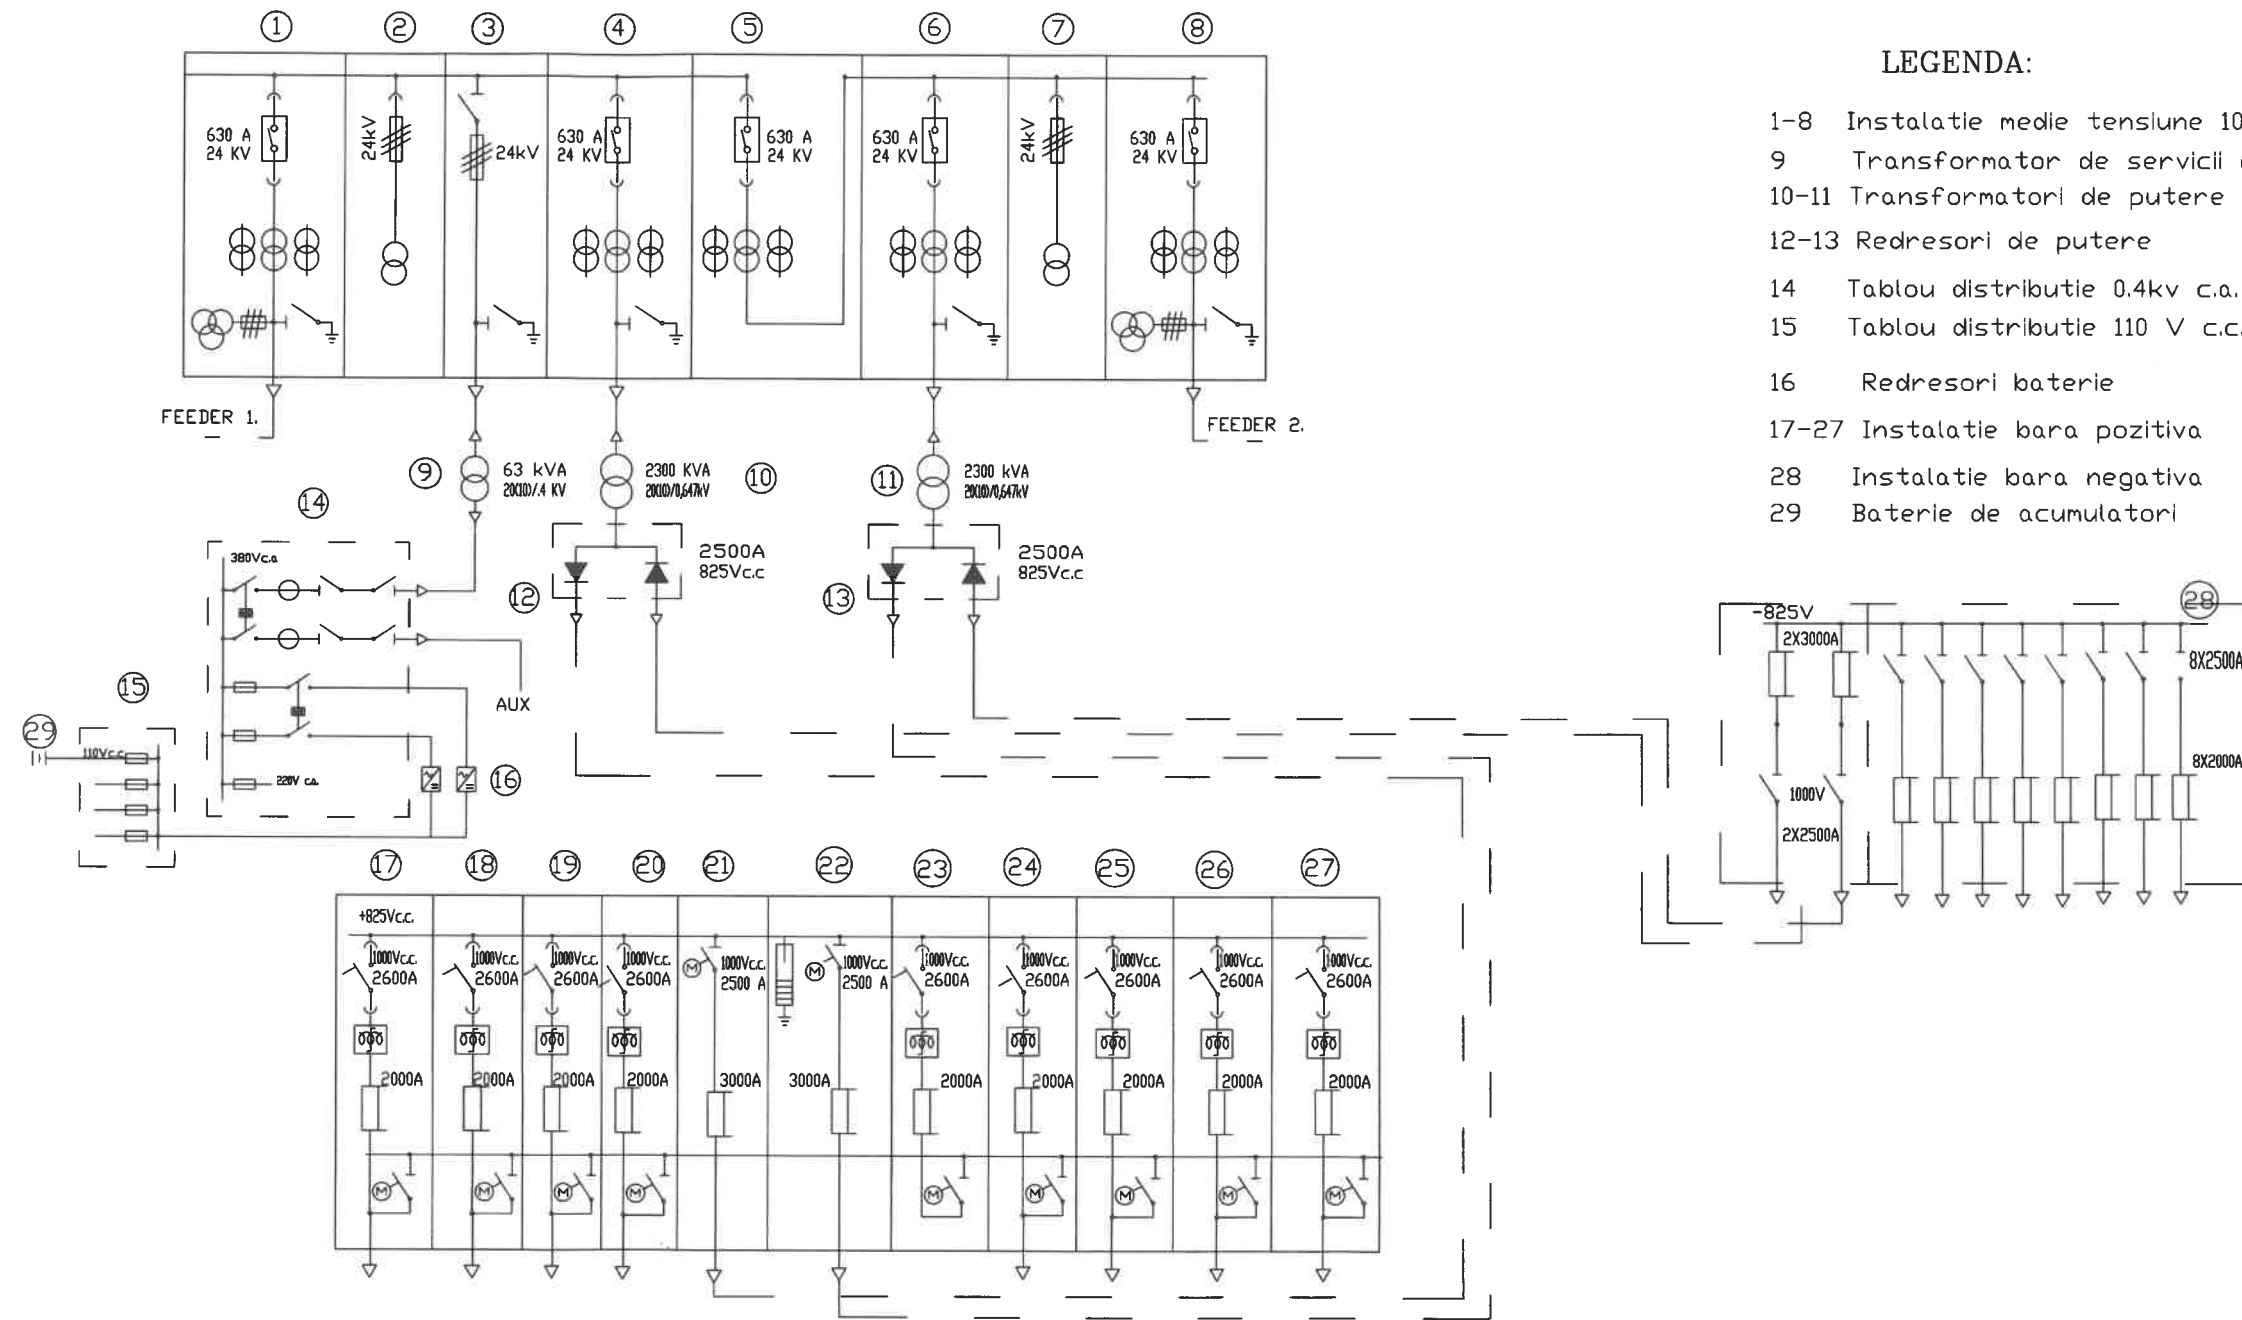 1 2 3 4 5 6 7 8
630 A
24 KV
24kV
24kV
630 A
24 KV
630 A
24 KV
630 A
24 KV
24kV
630 A
24 KV
FEEDER 1.
FEEDER 2.
LEGENDA:
1-8 Instalatie medie tensiune 10
9 Transformator de servicii
10-11 Transformatori de putere
12-13 Redresori de putere
14 Tablou distributie 0.4kv c.a.
15 Tablou distributie 110 V c.c.
16 Redresori baterie
17-27 Instalatie bara pozitiva
28 Instalatie bara negativa
29 Baterie de acumulatori
9
63 kVA
20(10)/.4 KV
2300 KVA
20(10)/0,647kV
10
11
2300 kVA
20(10)/0,647kV
14
380Vc.a
12
2500A
825Vc.c
13
2500A
825Vc.c
AUX
15
29
110Vc.c.
220V c.a.
16
28
-825V
2X3000A
8X2500A
1000V
8X2000A
2X2500A
17 18 19 20 21 22 23 24 25 26 27
+825Vc.c.
1000Vc.c.
2600A
1000Vc.c.
2600A
1000Vc.c.
2600A
1000Vc.c.
2600A
M
1000Vc.c.
2500 A
M
1000Vc.c.
2500 A
1000Vc.c.
2600A
1000Vc.c.
2600A
1000Vc.c.
2600A
1000Vc.c.
2600A
1000Vc.c.
2600A
2000A 2000A 2000A 2000A 3000A 3000A 2000A 2000A 2000A 2000A 2000A
M M M M M M M M M